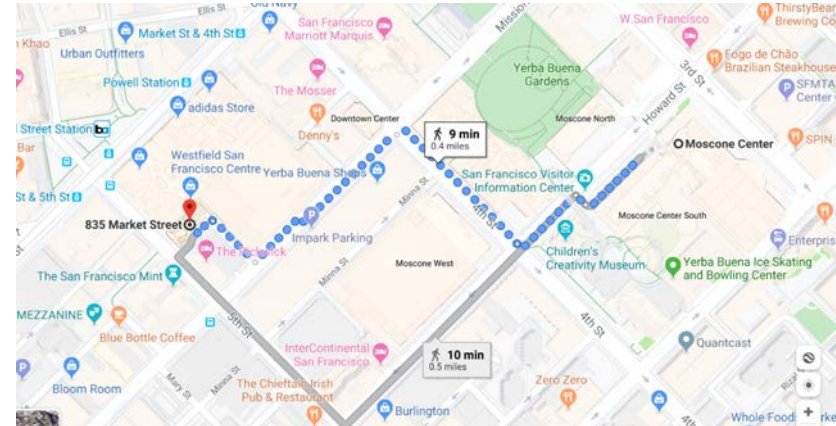 Ellis St
Ellis St
Old Navy
Market St & 4th St
Khao
Urban Outfitters
San Francisco
Marriott Marquis
Mission
W San Francisco
ThirstyBear
Brewing Co
Fogo de Chão
Brazilian Steakhouse
3rd St
Powell Station
The Mosser
Yerba Buena
Gardens
SFMTA
Center
adidas Store
Downtown Center
Howard St
Street Station
ba
Bar
Denny's
9 min
0.4 miles
Moscone North
Moscone Center
SPIN
Westfield San
Francisco Centre
Yerba Buena Shops
Minna St
San Francisco Visitor
Information Center
St & 5th St
4th St
835 Market Street
Impark Parking
Moscone Center South
Enterpris
The San Francisco Mint
Minna St
Moscone West
Children's
Creativity Museum
Yerba Buena Ice Skating
and Bowling Center
MEZZANINE
Blue Bottle Coffee
5th St
4th St
Quantcast
InterContinental
San Francisco
10 min
0.5 miles
Bloom Room
Mary St
Minna St
The Chieftain Irish
Pub & Restaurant
Zero Zero
Burlington
4th
Whole Food